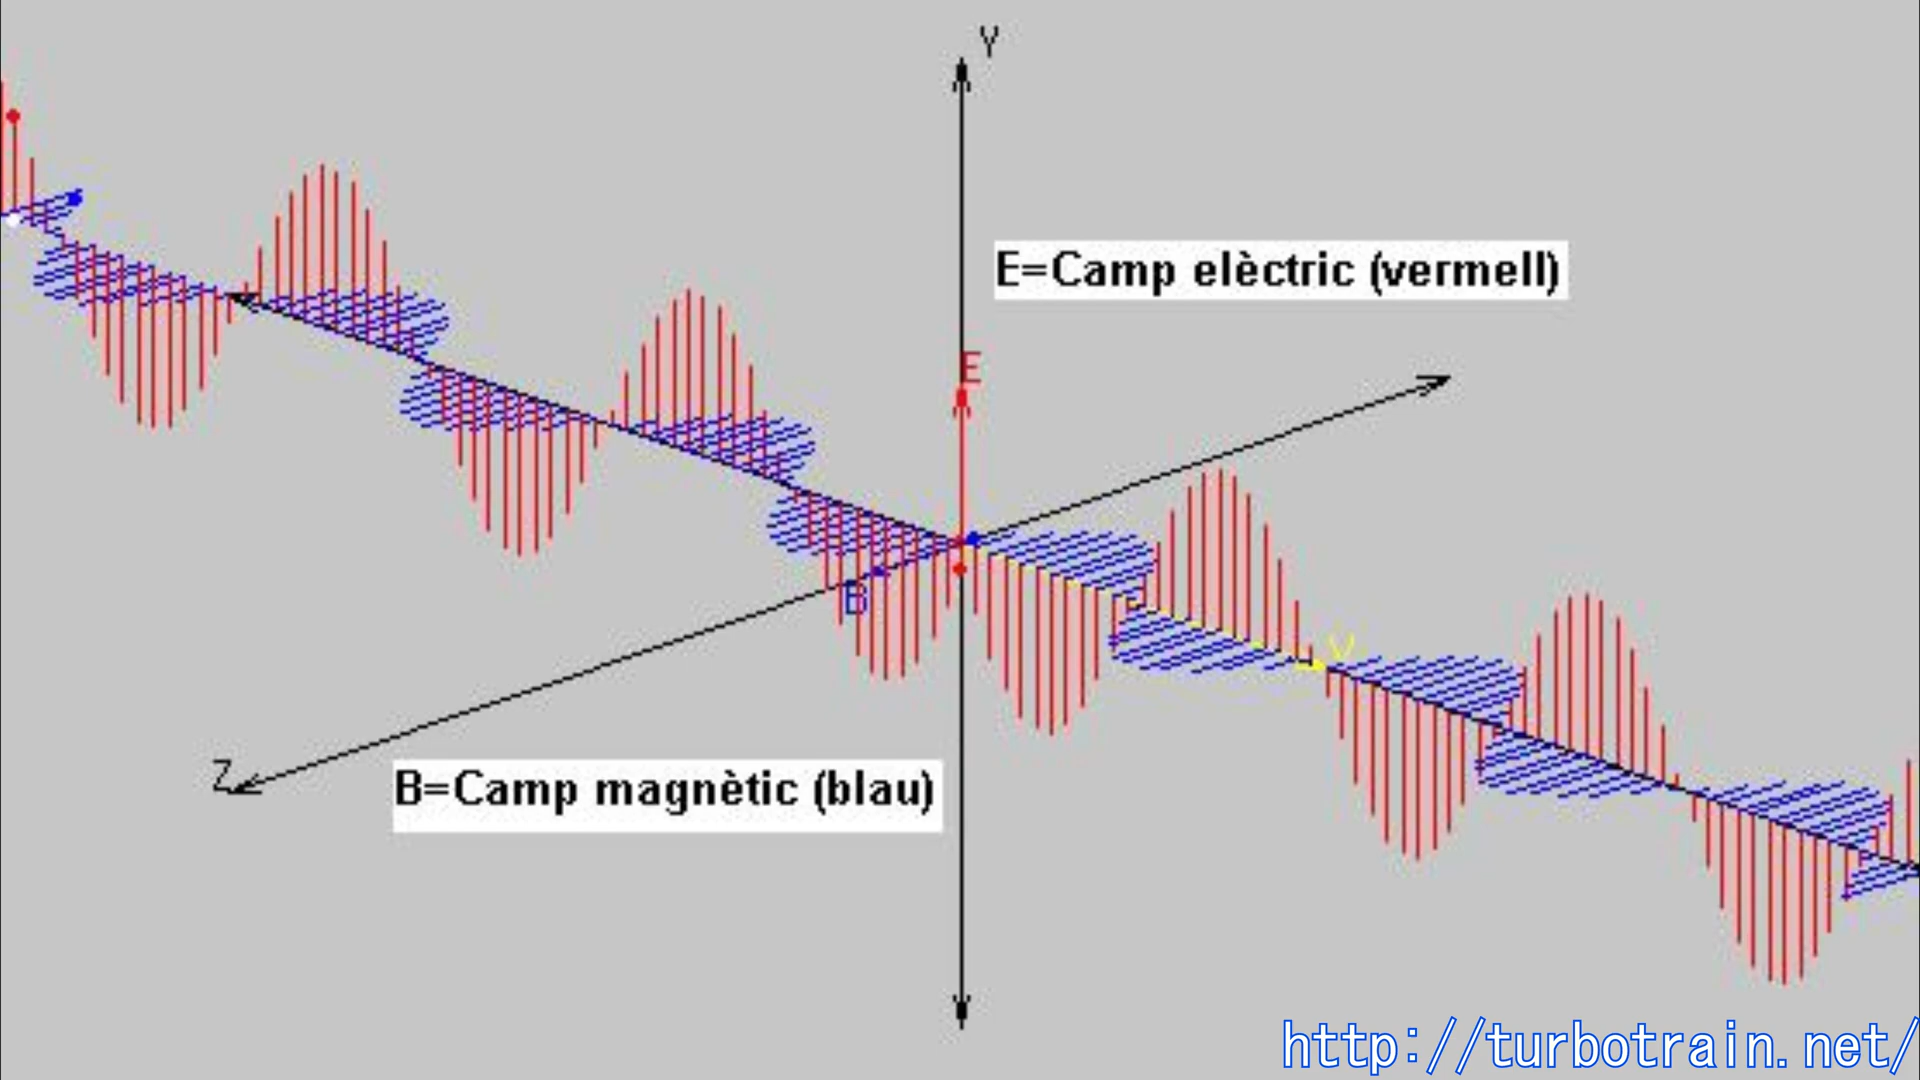 Y
E=Camp elèctric (vermell)
E
B
V
Z
B=Camp magnètic (blau)
http://turbotrain.net/